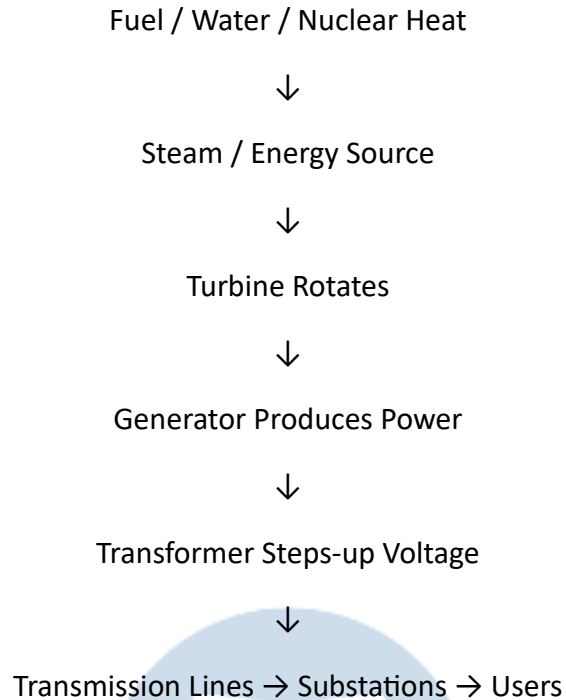 Fuel / Water / Nuclear Heat
↓
Steam / Energy Source
↓
Turbine Rotates
↓
Generator Produces Power
↓
Transformer Steps-up Voltage
↓
Transmission Lines → Substations → Users